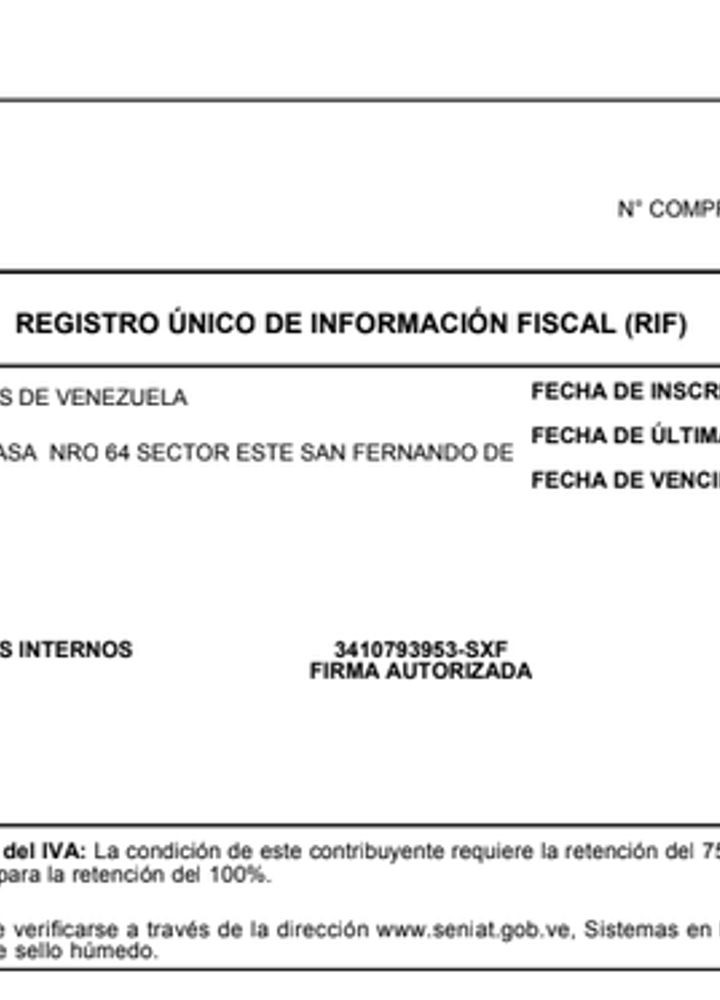 N° COMPR
REGISTRO ÚNICO DE INFORMACIÓN FISCAL (RIF)
S DE VENEZUELA
FECHA DE INSCRI
ASA NRO 64 SECTOR ESTE SAN FERNANDO DE
FECHA DE ÚLTIMA
FECHA DE VENCI
S INTERNOS
3410793953-SXF
FIRMA AUTORIZADA
del IVA: La condición de este contribuyente requiere la retención del 75
para la retención del 100%.
e verificarse a través de la dirección www.seniat.gob.ve, Sistemas en
e sello húmedo.